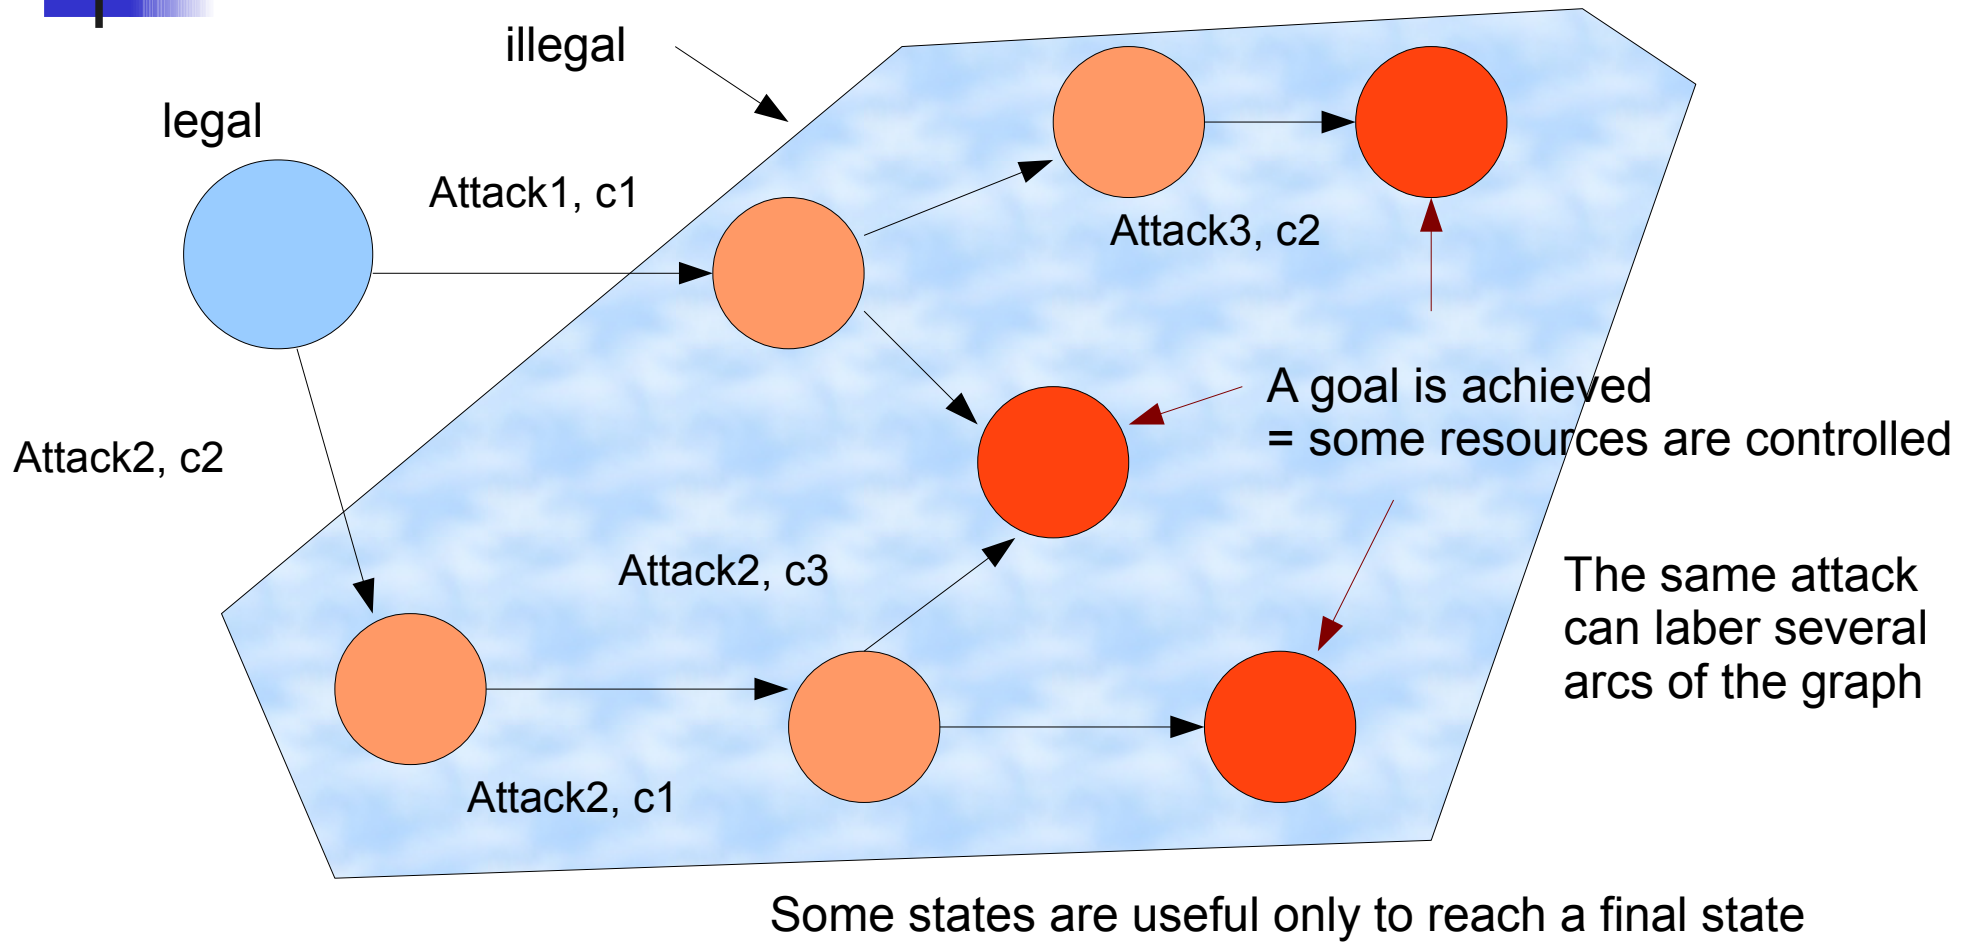 illegal
legal
Attack1, c1
Attack3, c2
A goal is achieved
= some resources are controlled
Attack2, c2
Attack2, c3
The same attack
can laber several
arcs of the graph
Attack2, c1
Some states are useful only to reach a final state